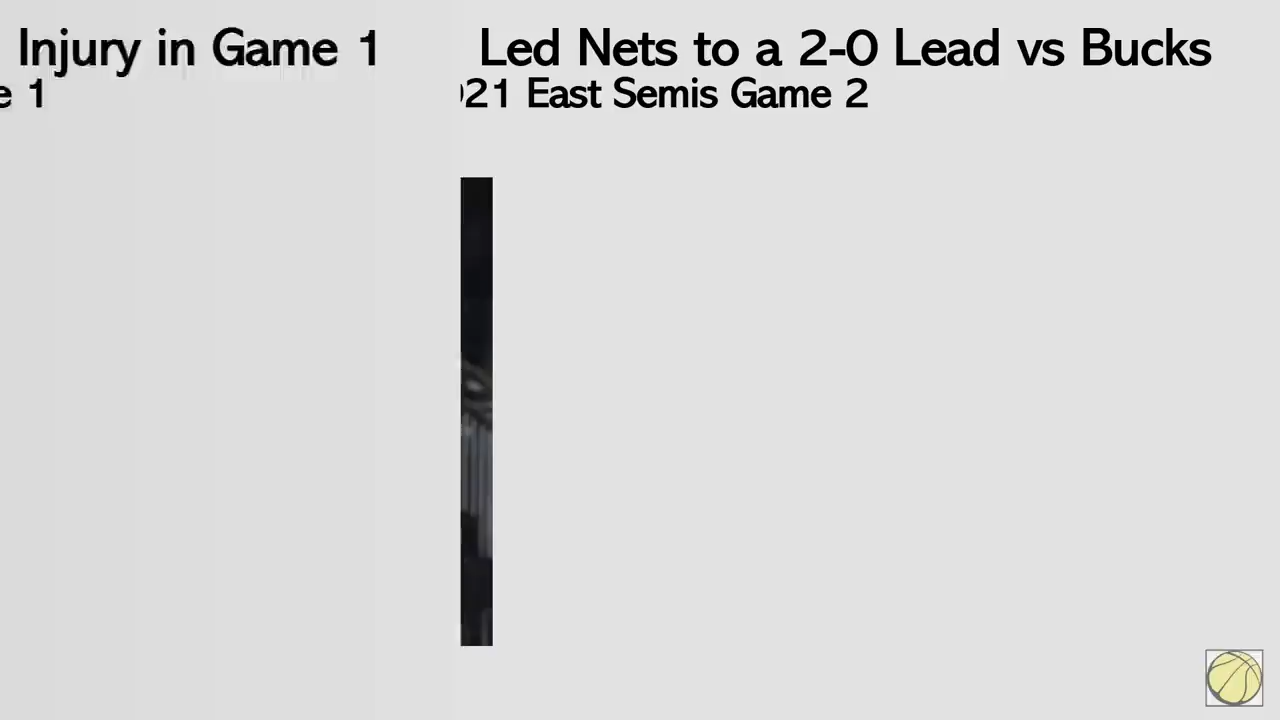 Injury in Game 1
e 1
Led Nets to a 2-0 Lead vs Bucks
21 East Semis Game 2